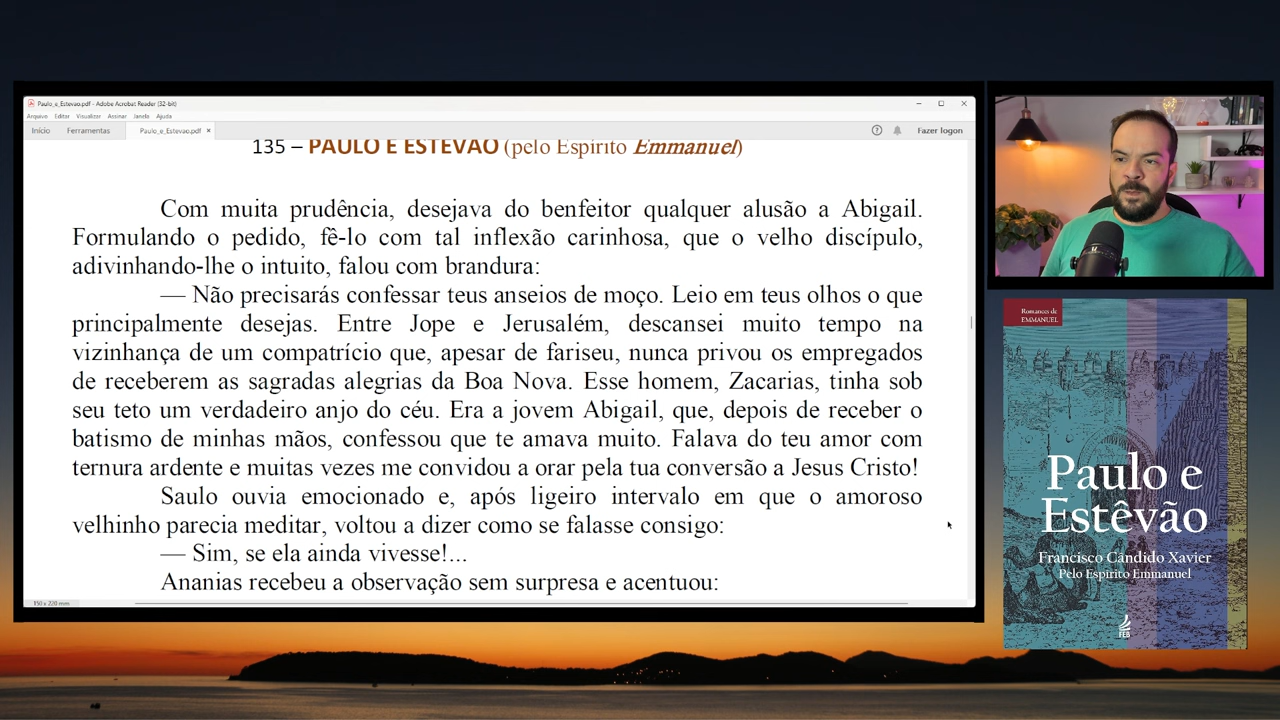 Paulo_e_Estevao.pdf - Adobe Acrobat Reader (32-bit)
Arquivo Editar Visualizar Assinar Janela Ajuda
Início Ferramentas Paulo_e_Estevao.pdf × Fazer logon
135 – PAULO E ESTEVÃO (pelo Espírito Emmanuel)
Com muita prudência, desejava do benfeitor qualquer alusão a Abigail.
Formulando o pedido, fê-lo com tal inflexão carinhosa, que o velho discípulo,
adivinhando-lhe o intuito, falou com brandura:
— Não precisarás confessar teus anseios de moço. Leio em teus olhos o que
principalmente desejas. Entre Jope e Jerusalém, descansei muito tempo na
vizinhança de um compatrício que, apesar de fariseu, nunca privou os empregados
de receberem as sagradas alegrias da Boa Nova. Esse homem, Zacarias, tinha sob
seu teto um verdadeiro anjo do céu. Era a jovem Abigail, que, depois de receber o
batismo de minhas mãos, confessou que te amava muito. Falava do teu amor com
ternura ardente e muitas vezes me convidou a orar pela tua conversão a Jesus Cristo!
Saulo ouvia emocionado e, após ligeiro intervalo em que o amoroso
velhinho parecia meditar, voltou a dizer como se falasse consigo:
— Sim, se ela ainda vivesse!...
Ananias recebeu a observação sem surpresa e acentuou:
150 x 220 mm
Romances de
EMMANUEL
Paulo e
Estêvão
Francisco Cândido Xavier
Pelo Espírito Emmanuel
FEB